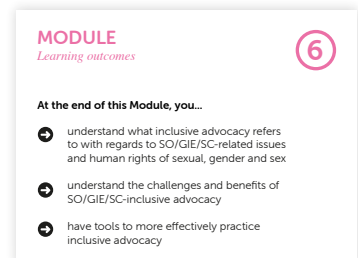 MODULE
6
Learning outcomes
At the end of this Module, you...
understand what inclusive advocacy refers
to with regards to SO/GIE/SC-related issues
and human rights of sexual, gender and sex
understand the challenges and benefits of
SO/GIE/SC-inclusive advocacy
have tools to more effectively practice
inclusive advocacy